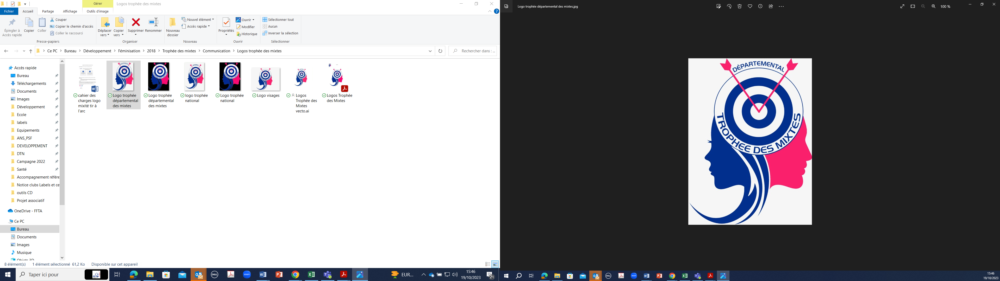 Gérer
Logos trophée des mixtes
Fichier
Accueil
Partage
Affichage
Outils d'image
Épingler à
Accès rapide
Copier
Coller
Couper
Copier le chemin d'accès
Coller le raccourci
Presse-papiers
Déplacer
vers
Copier
vers
Supprimer
Renommer
Organiser
Nouveau
dossier
Nouvel élément
Accès rapide
Nouveau
Propriétés
Ouvrir
Modifier
Historique
Ouvrir
Sélectionner tout
Aucun
Inverser la sélection
Sélectionner
Ce PC > Bureau > Développement > Féminisation > 2018 > Trophée des mixtes > Communication > Logos trophée des mixtes
Rechercher dans : ...
Accès rapide
Bureau
Téléchargements
Documents
Images
Développement
Ecole
labels
Equipements
ANS_PSF
DEVELOPPEMENT
DTN
Campagne 2022
Santé
Accompagnement référe
Notice clubs Labels et ce
outils CD
Projet associatif
OneDrive - FFTA
Ce PC
Bureau
Documents
Images
Musique
Objets 3D
cahier des
charges logo
mixité tir à
l'arc
Logo trophée
départemental
des mixtes
Logo trophée
départemental
des mixtes
logo trophée
national
Logo trophée
national
Logo visages
Logos
Trophée des
Mixtes
vecto.ai
Logos Trophée
des Mixtes
8 élément(s)
1 élément sélectionné 61,2 Ko
Disponible sur cet appareil
Taper ici pour
FFTA
DELL
zoom
EUR...
15:46
19/10/2023
21
Logo trophée départemental des mixtes.jpg
100 %
DÉPARTEMENTAL
TROPHEE DES MIXTES
DELL
zoom
15:46
19/10/2023